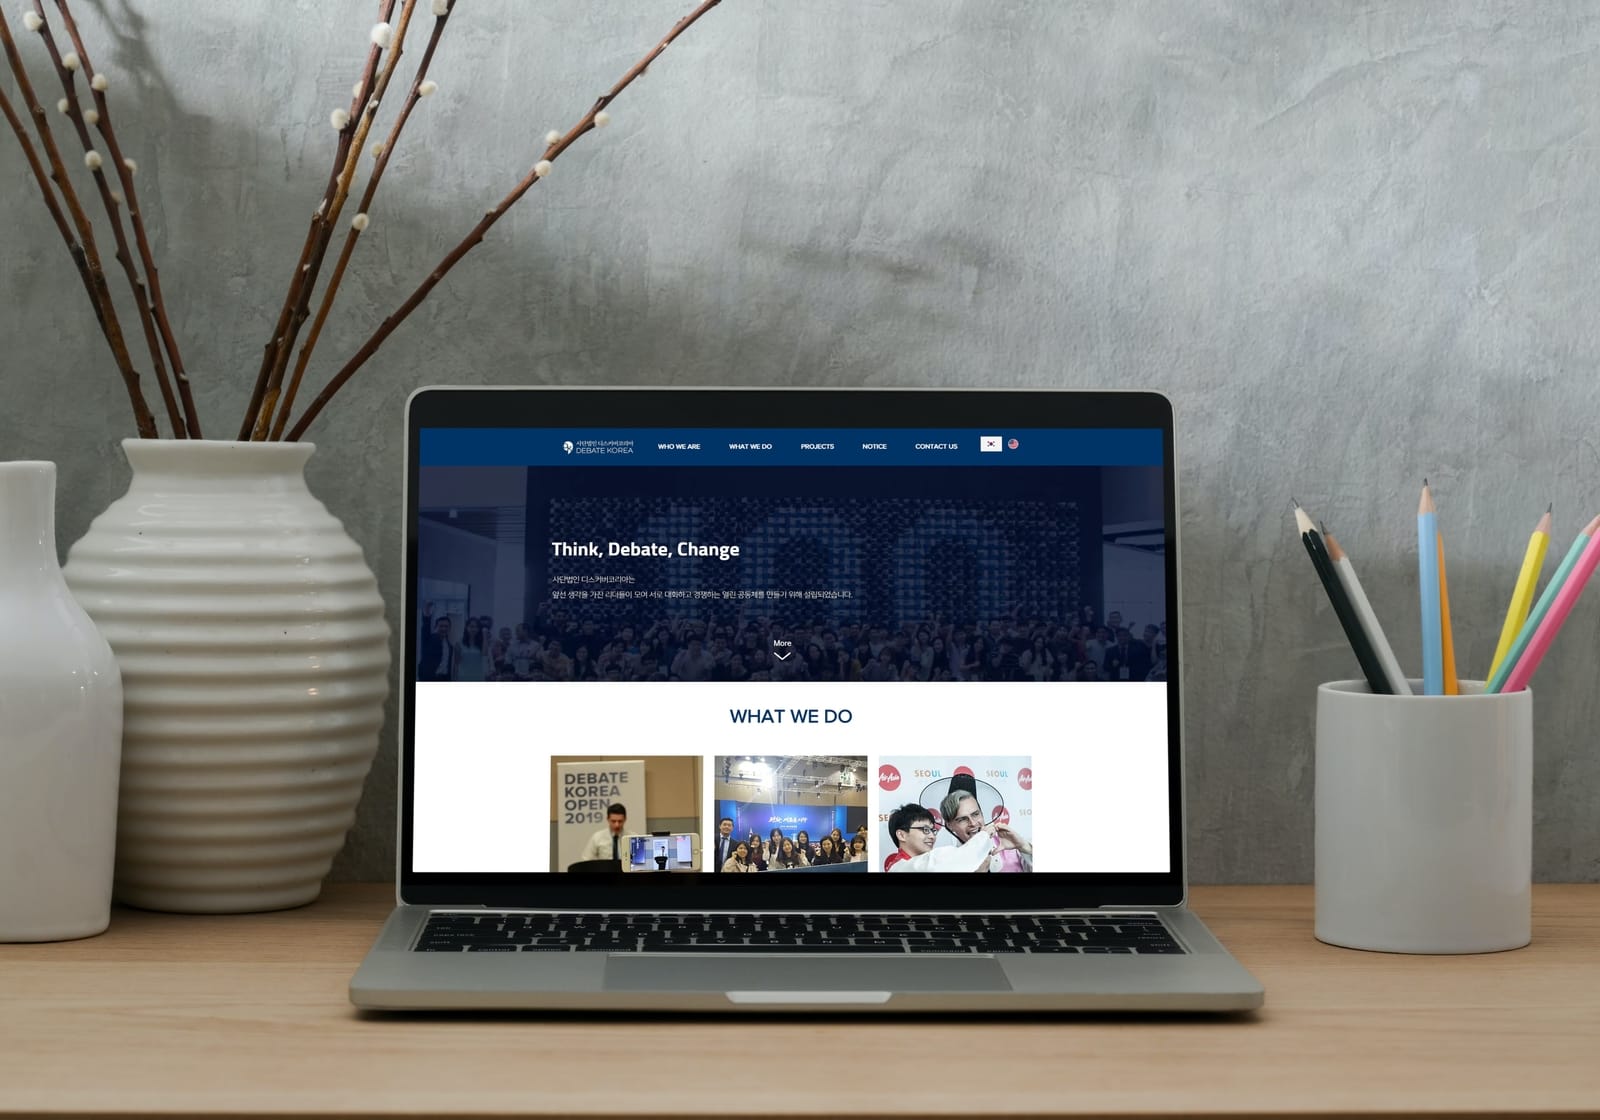 사단법인 디스커버코리아
DEBATE KOREA
WHO WE ARE
WHAT WE DO
PROJECTS
NOTICE
CONTACT US
Think, Debate, Change
사단법인 디스커버코리아는
앞선 생각을 가진 리더들이 모여 서로 대화하고 경쟁하는 열린 공동체를 만들기 위해 설립되었습니다.
More
WHAT WE DO
DEBATE
KOREA
OPEN
2019
AirAsia
SEOUL
SEOUL